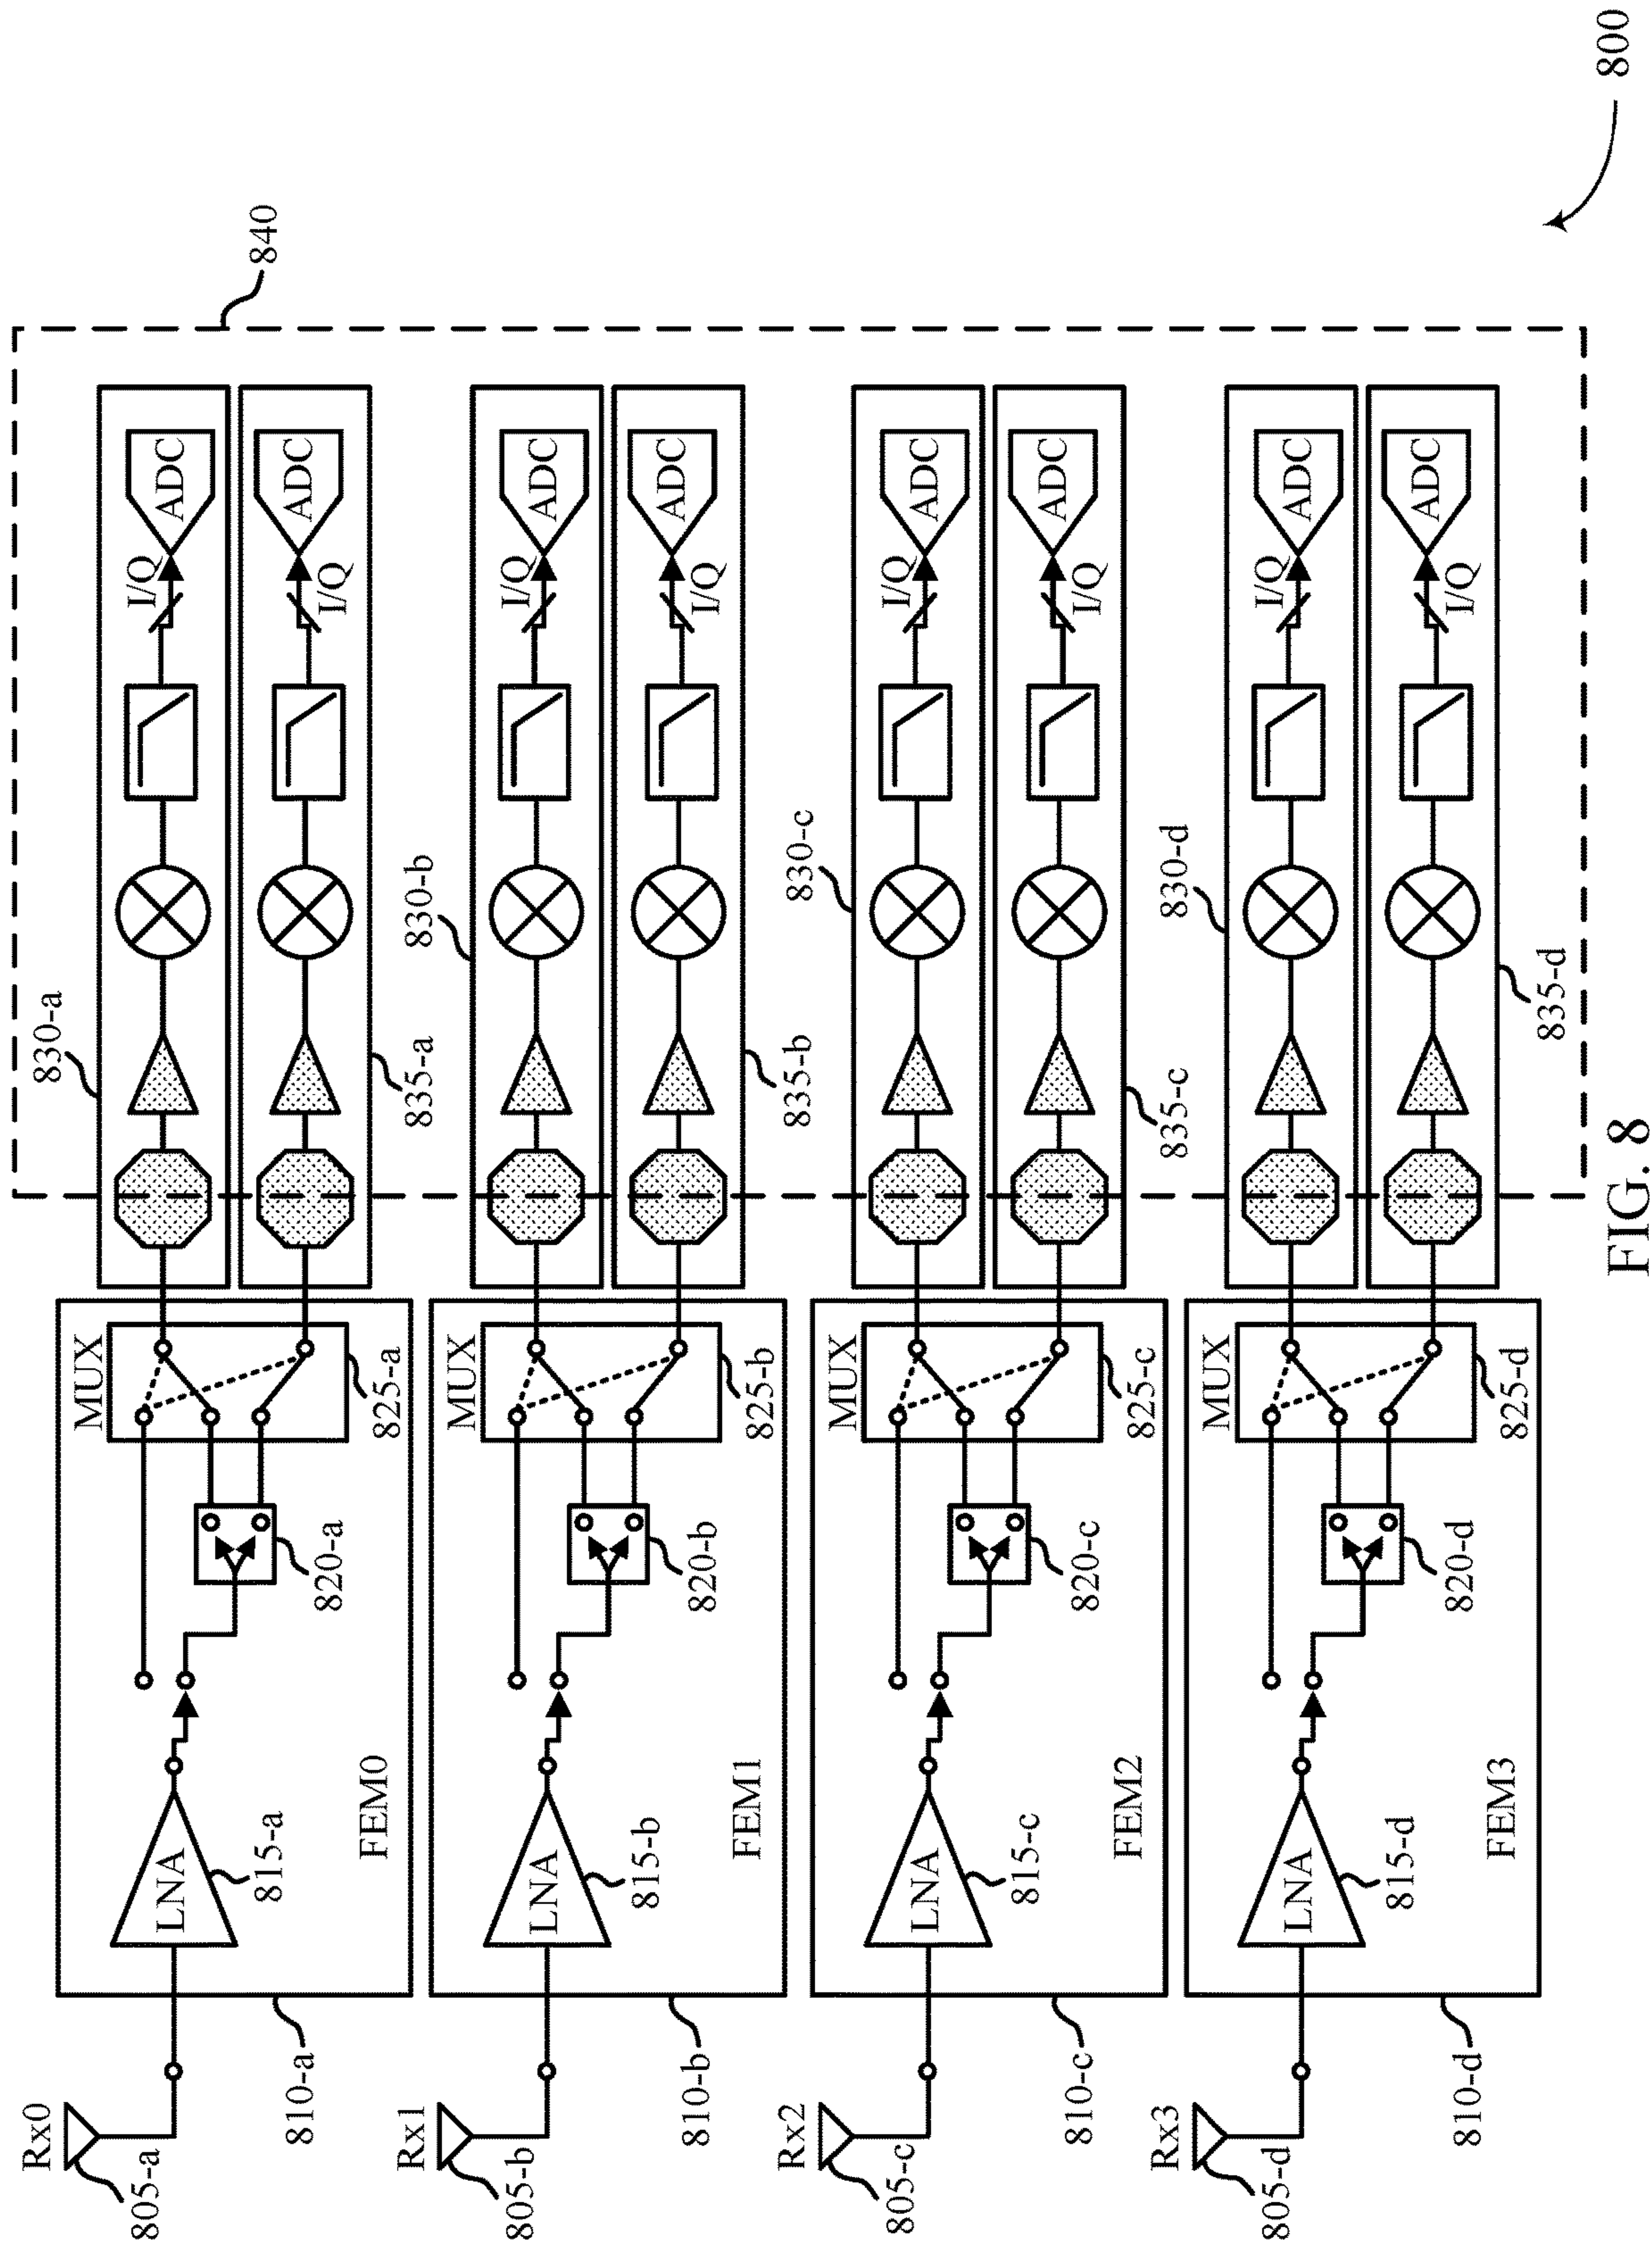 800
840
Rx0
805-a
810-a
LNA
815-a
FEM0
820-a
MUX
825-a
830-a
I/Q
ADC
835-a
I/Q
ADC
Rx1
805-b
810-b
LNA
815-b
FEM1
820-b
MUX
825-b
830-b
I/Q
ADC
835-b
I/Q
ADC
Rx2
805-c
810-c
LNA
815-c
FEM2
820-c
MUX
825-c
830-c
I/Q
ADC
835-c
I/Q
ADC
Rx3
805-d
810-d
LNA
815-d
FEM3
820-d
MUX
825-d
830-d
I/Q
ADC
835-d
I/Q
ADC
FIG. 8